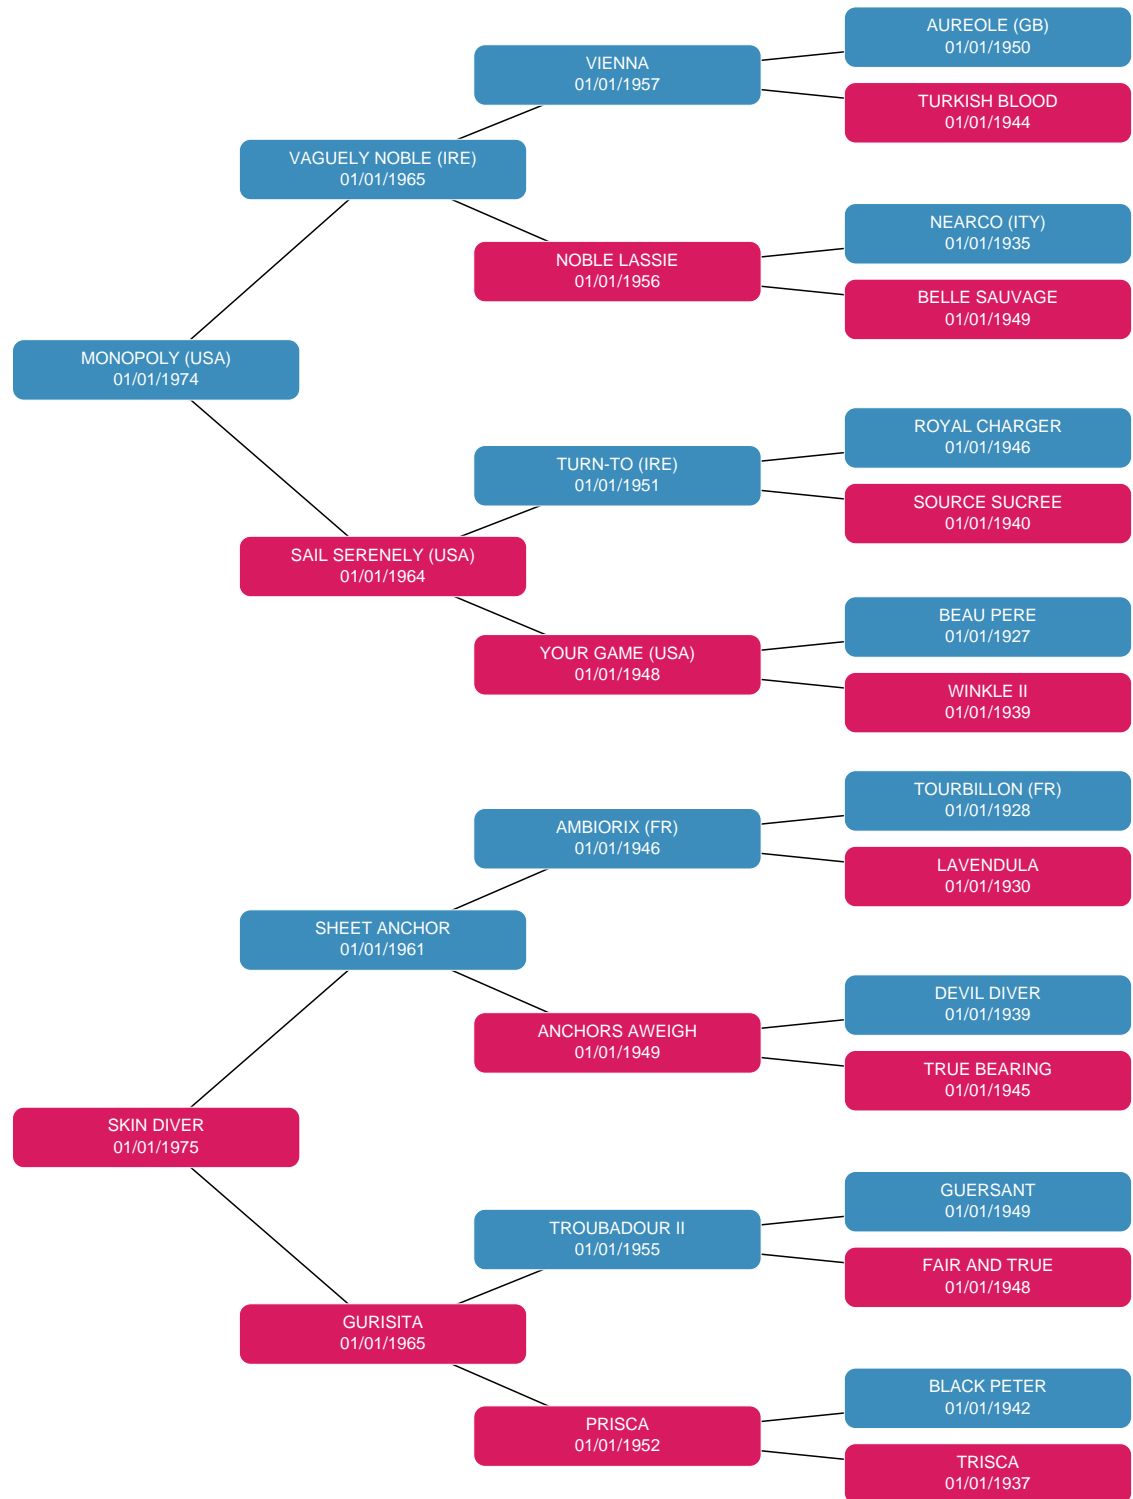 AUREOLE (GB)
01/01/1950
VIENNA
01/01/1957
TURKISH BLOOD
01/01/1944
VAGUELY NOBLE (IRE)
01/01/1965
NEARCO (ITY)
01/01/1935
NOBLE LASSIE
01/01/1956
BELLE SAUVAGE
01/01/1949
MONOPOLY (USA)
01/01/1974
ROYAL CHARGER
01/01/1946
TURN-TO (IRE)
01/01/1951
SOURCE SUCREE
01/01/1940
SAIL SERENELY (USA)
01/01/1964
BEAU PERE
01/01/1927
YOUR GAME (USA)
01/01/1948
WINKLE II
01/01/1939
TOURBILLON (FR)
01/01/1928
AMBIORIX (FR)
01/01/1946
LAVENDULA
01/01/1930
SHEET ANCHOR
01/01/1961
DEVIL DIVER
01/01/1939
ANCHORS AWEIGH
01/01/1949
TRUE BEARING
01/01/1945
SKIN DIVER
01/01/1975
GUERSANT
01/01/1949
TROUBADOUR II
01/01/1955
FAIR AND TRUE
01/01/1948
GURISITA
01/01/1965
BLACK PETER
01/01/1942
PRISCA
01/01/1952
TRISCA
01/01/1937